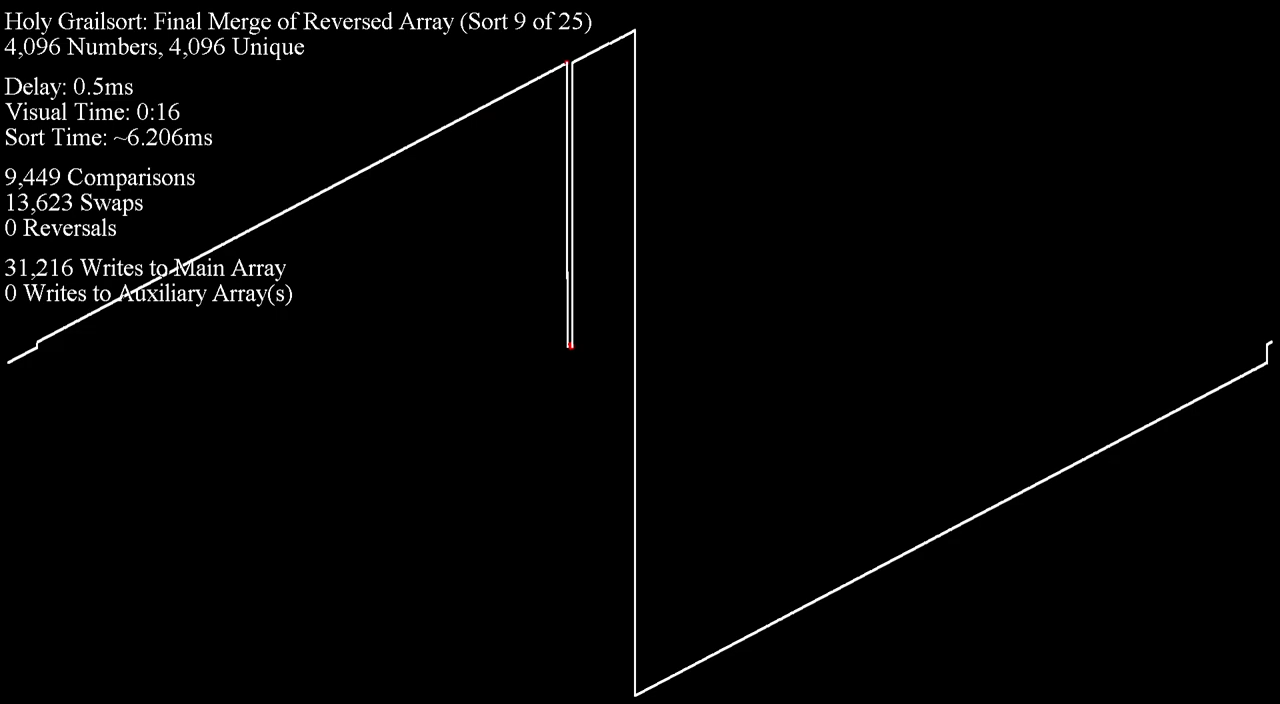 Holy Grailsort: Final Merge of Reversed Array (Sort 9 of 25)
4,096 Numbers, 4,096 Unique
Delay: 0.5ms
Visual Time: 0:16
Sort Time: ~6.206ms
9,449 Comparisons
13,623 Swaps
0 Reversals
31,216 Writes to Main Array
0 Writes to Auxiliary Array(s)